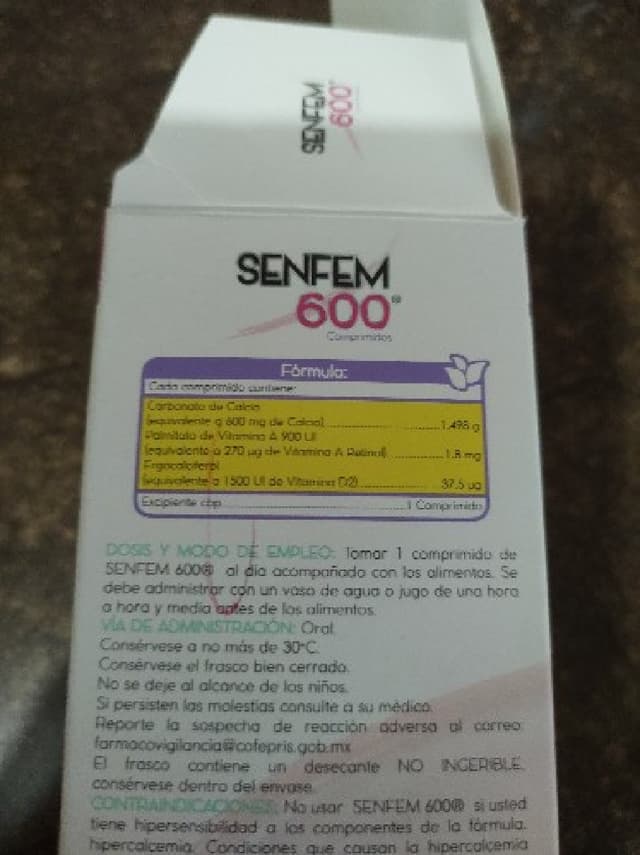 SENFEM
600
SENFEM
600®
Comprimidos
Fórmula:
Cada comprimido contiene:
Carbonato de Calcio
(equivalente a 600 mg de Calcio) 1.498 g
Palmitato de Vitamina A 900 UI
(equivalente a 270 µg de Vitamina A Retinol) 1.8 mg
Ergocalciferol
(equivalente a 1500 UI de Vitamina D2) 37.5 µg
Excipiente cbp 1 Comprimido
DOSIS Y MODO DE EMPLEO: Tomar 1 comprimido de
SENFEM 600® al día acompañado con los alimentos. Se
debe administrar con un vaso de agua o jugo de una hora
a hora y media antes de los alimentos.
VÍA DE ADMINISTRACIÓN: Oral.
Consérvese a no más de 30°C.
Consérvese el frasco bien cerrado.
No se deje al alcance de los niños.
Si persisten las molestias consulte a su médico.
Reporte la sospecha de reacción adversa al correo:
farmacovigilancia@cofepris.gob.mx
El frasco contiene un desecante NO INGERIBLE,
consérvese dentro del envase.
CONTRAINDICACIONES: No usar SENFEM 600® si usted
tiene hipersensibilidad a los componentes de la fórmula,
hipercalcemia. Condiciones que causan la hipercalcemia